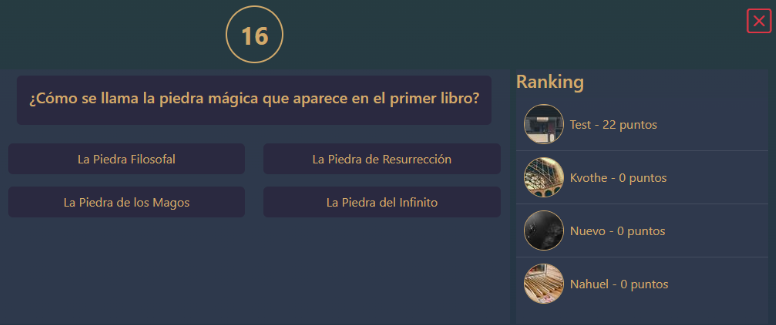 16
¿Cómo se llama la piedra mágica que aparece en el primer libro?
La Piedra Filosofal
La Piedra de Resurrección
La Piedra de los Magos
La Piedra del Infinito
Ranking
Test - 22 puntos
Kvothe - 0 puntos
Nuevo - 0 puntos
Nahuel - 0 puntos